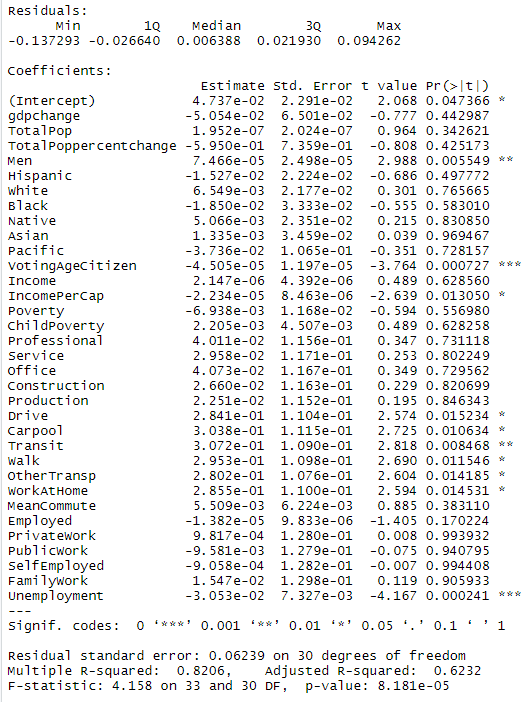 Residuals:
Min 1Q Median 3Q Max
-0.137293 -0.026640 0.006388 0.021930 0.094262
Coefficients:
Estimate Std. Error t value Pr(>|t|)
(Intercept) 4.737e-02 2.291e-02 2.068 0.047366 *
gdpchange -5.054e-02 6.501e-02 -0.777 0.442987
TotalPop 1.952e-07 2.024e-07 0.964 0.342621
TotalPoppercentchange -5.950e-01 7.359e-01 -0.808 0.425173
Men 7.466e-05 2.498e-05 2.988 0.005549 **
Hispanic -1.527e-02 2.224e-02 -0.686 0.497772
White 6.549e-03 2.177e-02 0.301 0.765665
Black -1.850e-02 3.333e-02 -0.555 0.583010
Native 5.066e-03 2.351e-02 0.215 0.830850
Asian 1.335e-03 3.459e-02 0.039 0.969467
Pacific -3.736e-02 1.065e-01 -0.351 0.728157
VotingAgeCitizen -4.505e-05 1.197e-05 -3.764 0.000727 ***
Income 2.147e-06 4.392e-06 0.489 0.628560
IncomePerCap -2.234e-05 8.463e-06 -2.639 0.013050 *
Poverty -6.938e-03 1.168e-02 -0.594 0.556980
ChildPoverty 2.205e-03 4.507e-03 0.489 0.628258
Professional 4.011e-02 1.156e-01 0.347 0.731118
Service 2.958e-02 1.171e-01 0.253 0.802249
Office 4.073e-02 1.167e-01 0.349 0.729562
Construction 2.660e-02 1.163e-01 0.229 0.820699
Production 2.251e-02 1.152e-01 0.195 0.846343
Drive 2.841e-01 1.104e-01 2.574 0.015234 *
Carpool 3.038e-01 1.115e-01 2.725 0.010634 *
Transit 3.072e-01 1.090e-01 2.818 0.008468 **
Walk 2.953e-01 1.098e-01 2.690 0.011546 *
OtherTransp 2.802e-01 1.076e-01 2.604 0.014185 *
WorkAtHome 2.855e-01 1.100e-01 2.594 0.014531 *
MeanCommute 5.509e-03 6.224e-03 0.885 0.383110
Employed -1.382e-05 9.833e-06 -1.405 0.170224
PrivateWork 9.817e-04 1.280e-01 0.008 0.993932
PublicWork -9.581e-03 1.279e-01 -0.075 0.940795
SelfEmployed -9.058e-04 1.282e-01 -0.007 0.994408
FamilyWork 1.547e-02 1.298e-01 0.119 0.905933
Unemployment -3.053e-02 7.327e-03 -4.167 0.000241 ***
---
Signif. codes: 0 ‘***’ 0.001 ‘**’ 0.01 ‘*’ 0.05 ‘.’ 0.1 ‘ ’ 1
Residual standard error: 0.06239 on 30 degrees of freedom
Multiple R-squared: 0.8206, Adjusted R-squared: 0.6232
F-statistic: 4.158 on 33 and 30 DF, p-value: 8.181e-05